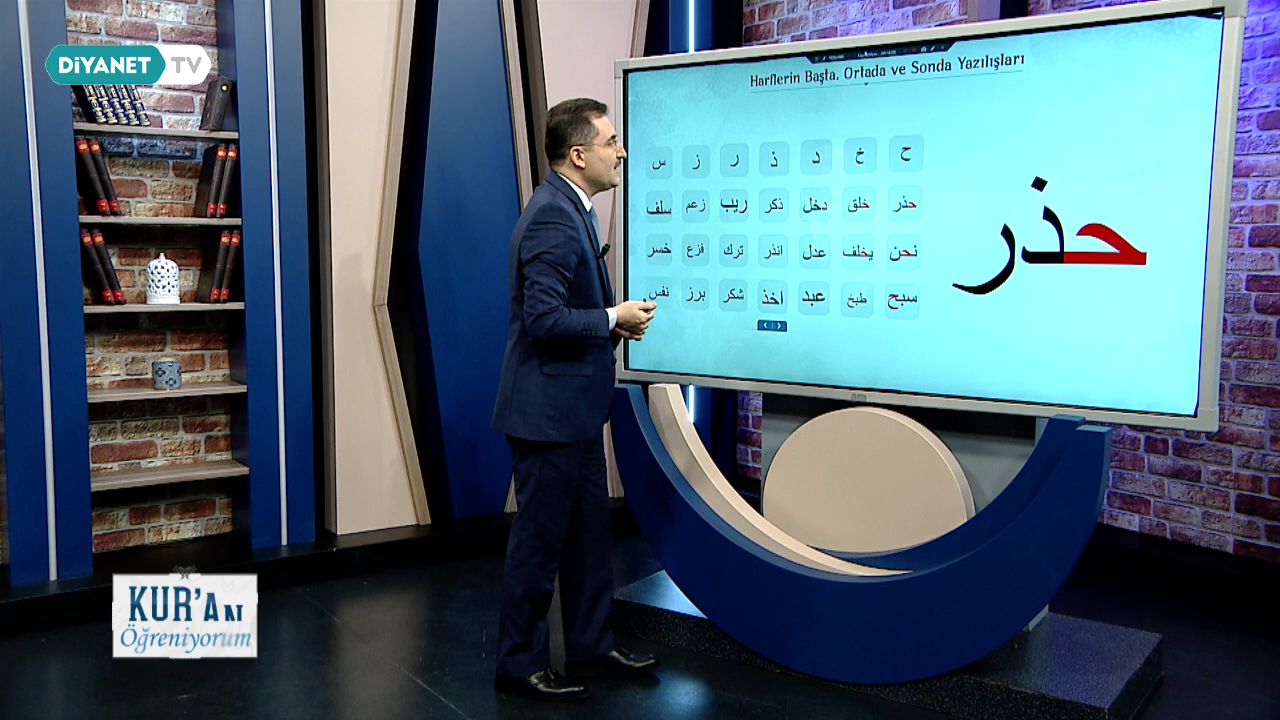 DİYANET TV
Harflerin Başta, Ortada ve Sonda Yazılışları
ح خ د ذ ر ز س
حذر خلق دخل ذكر ريب زعم سلف
نحن يخلف عدل انذر ترك فزع خسر
سبح طبخ عبد اخذ شكر برز نفس
حذر
KUR'AN
Öğreniyorum